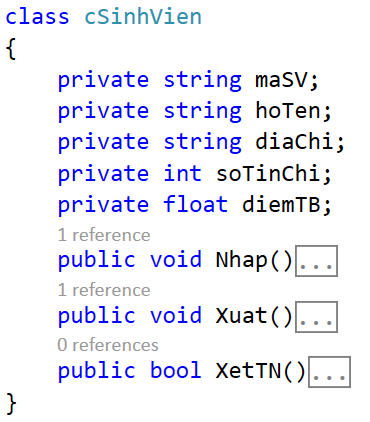 class cSinhVien
{
private string maSV;
private string hoTen;
private string diaChi;
private int soTinChi;
private float diemTB;
1 reference
public void Nhap()...
1 reference
public void Xuat()...
0 references
public bool XetTN()...
}